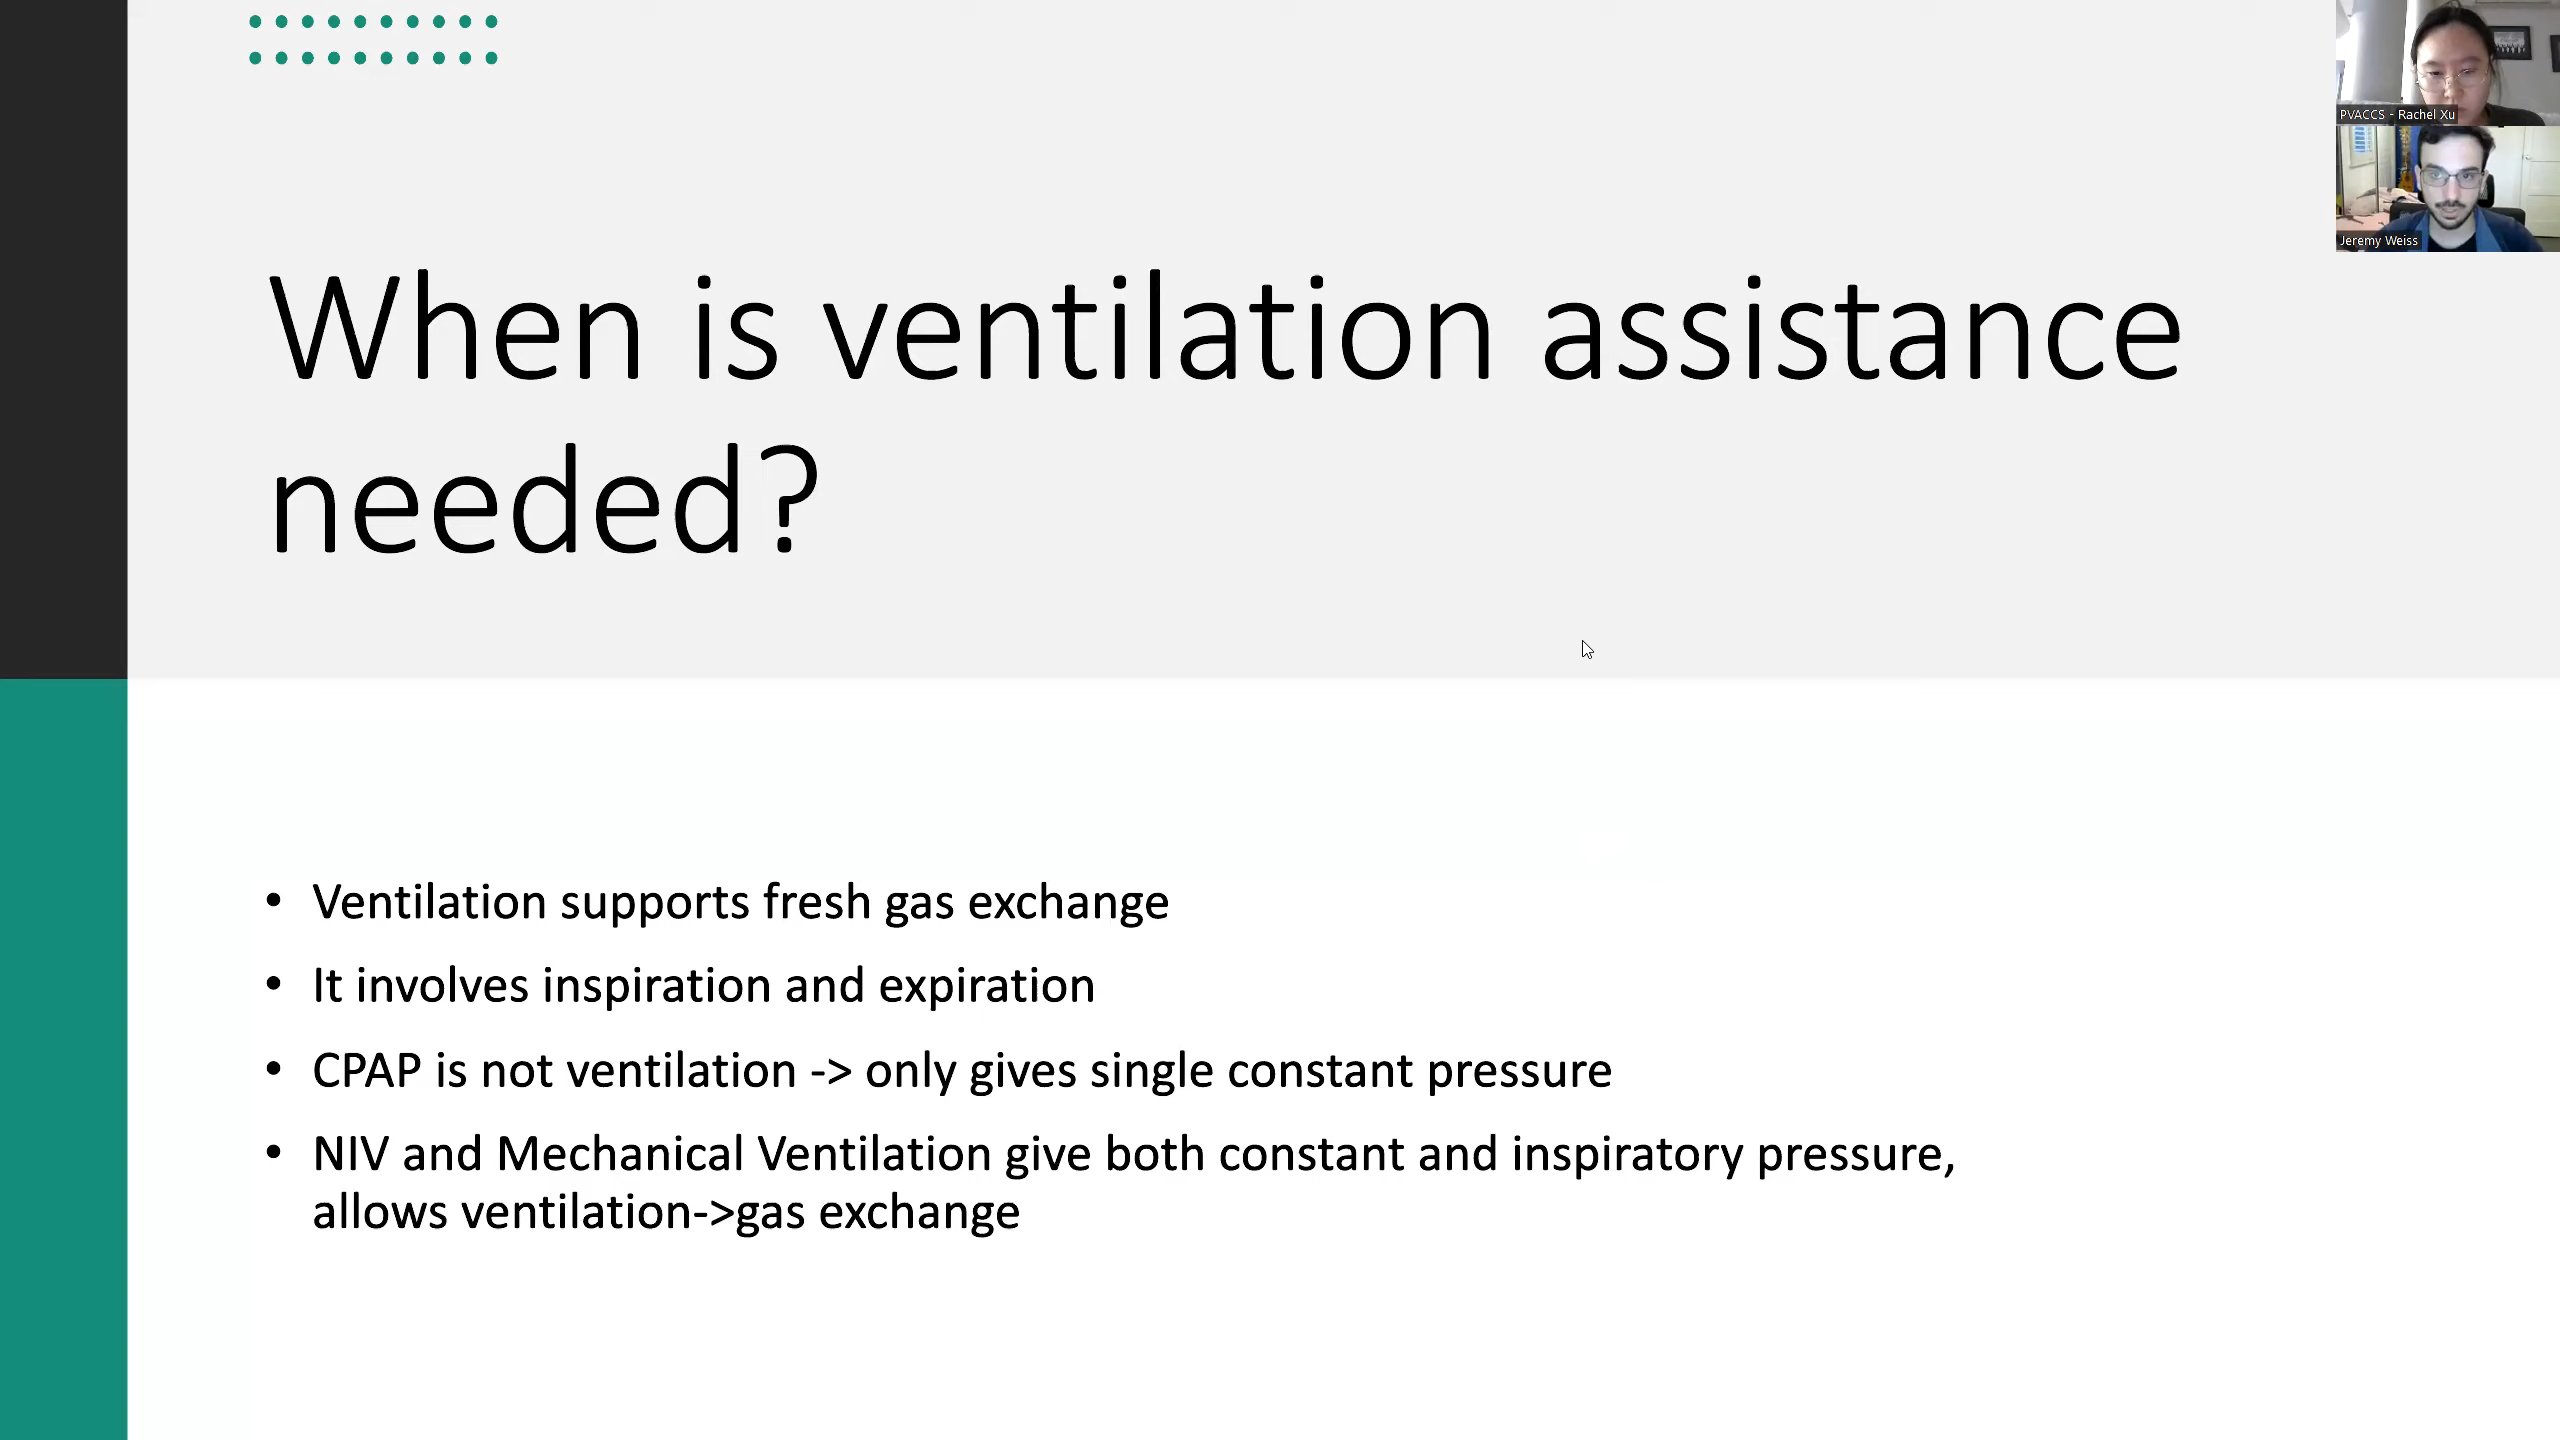 PVACCS - Rachel Xu
Jeremy Weiss
When is ventilation assistance
needed?
• Ventilation supports fresh gas exchange
• It involves inspiration and expiration
• CPAP is not ventilation -> only gives single constant pressure
• NIV and Mechanical Ventilation give both constant and inspiratory pressure,
allows ventilation->gas exchange